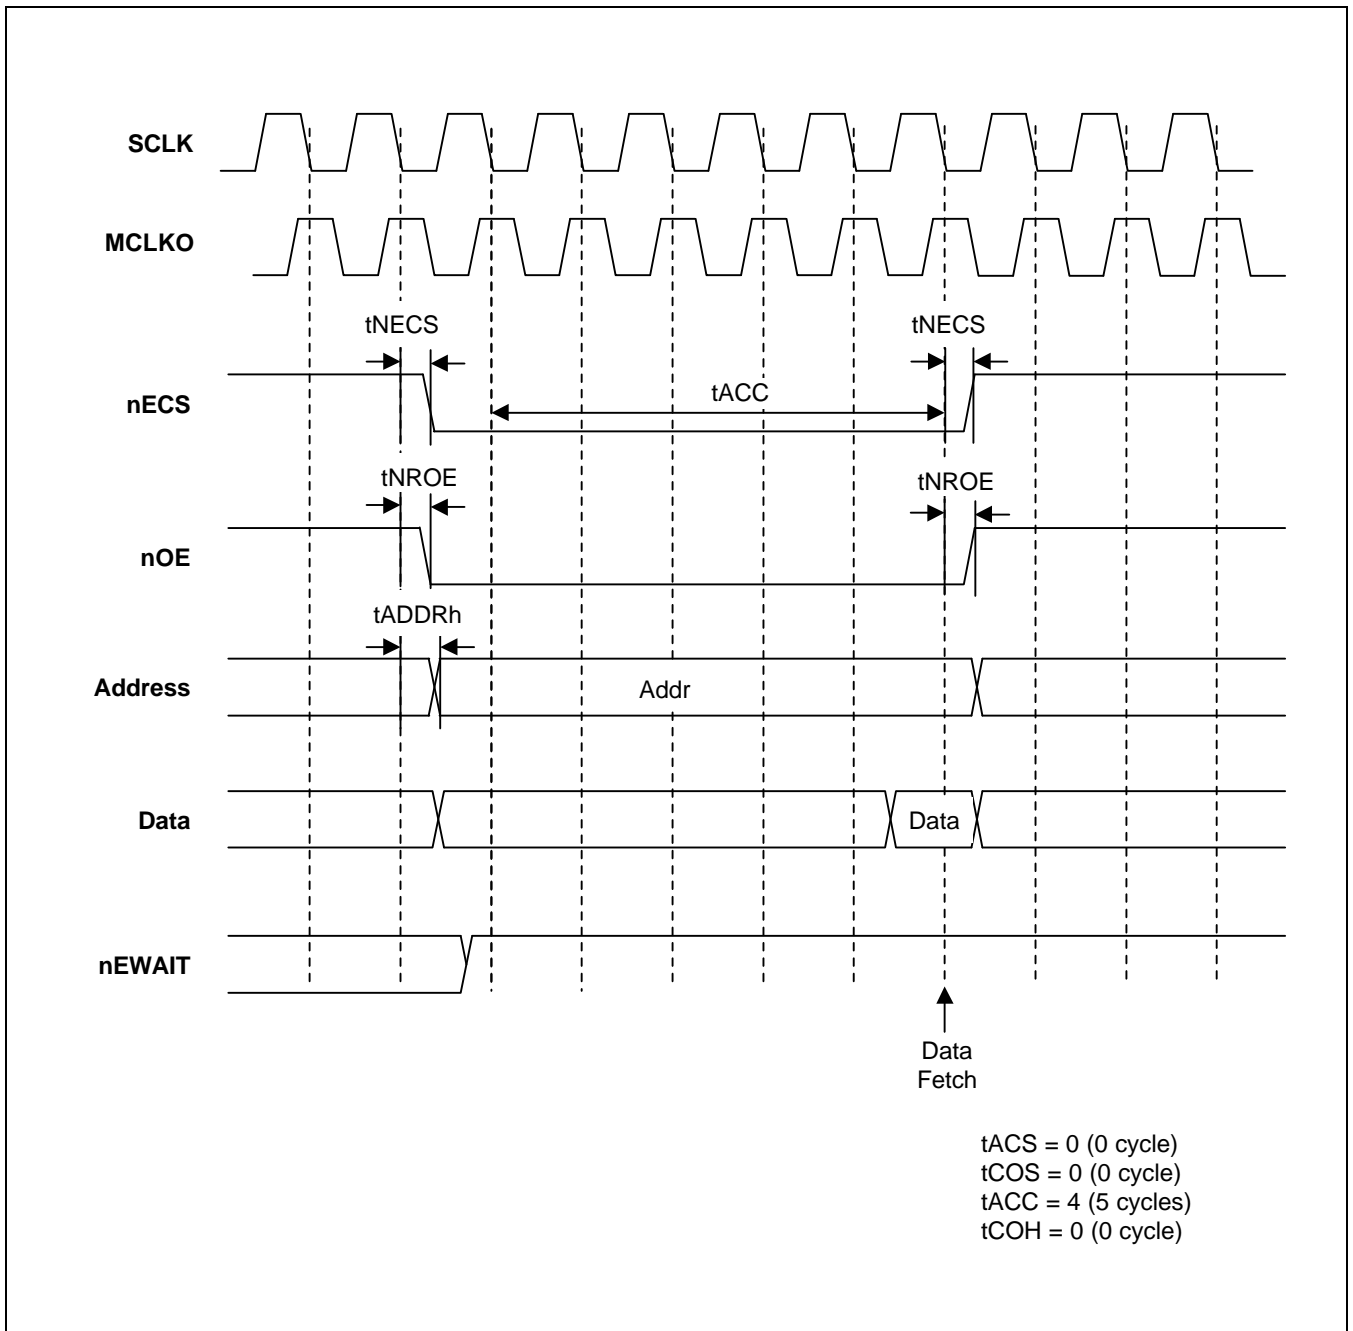 SCLK
MCLKO
tNECS
tNECS
nECS
tACC
tNROE
tNROE
nOE
tADDRh
Address
Addr
Data
Data
nEWAIT
Data
Fetch
tACS = 0 (0 cycle)
tCOS = 0 (0 cycle)
tACC = 4 (5 cycles)
tCOH = 0 (0 cycle)